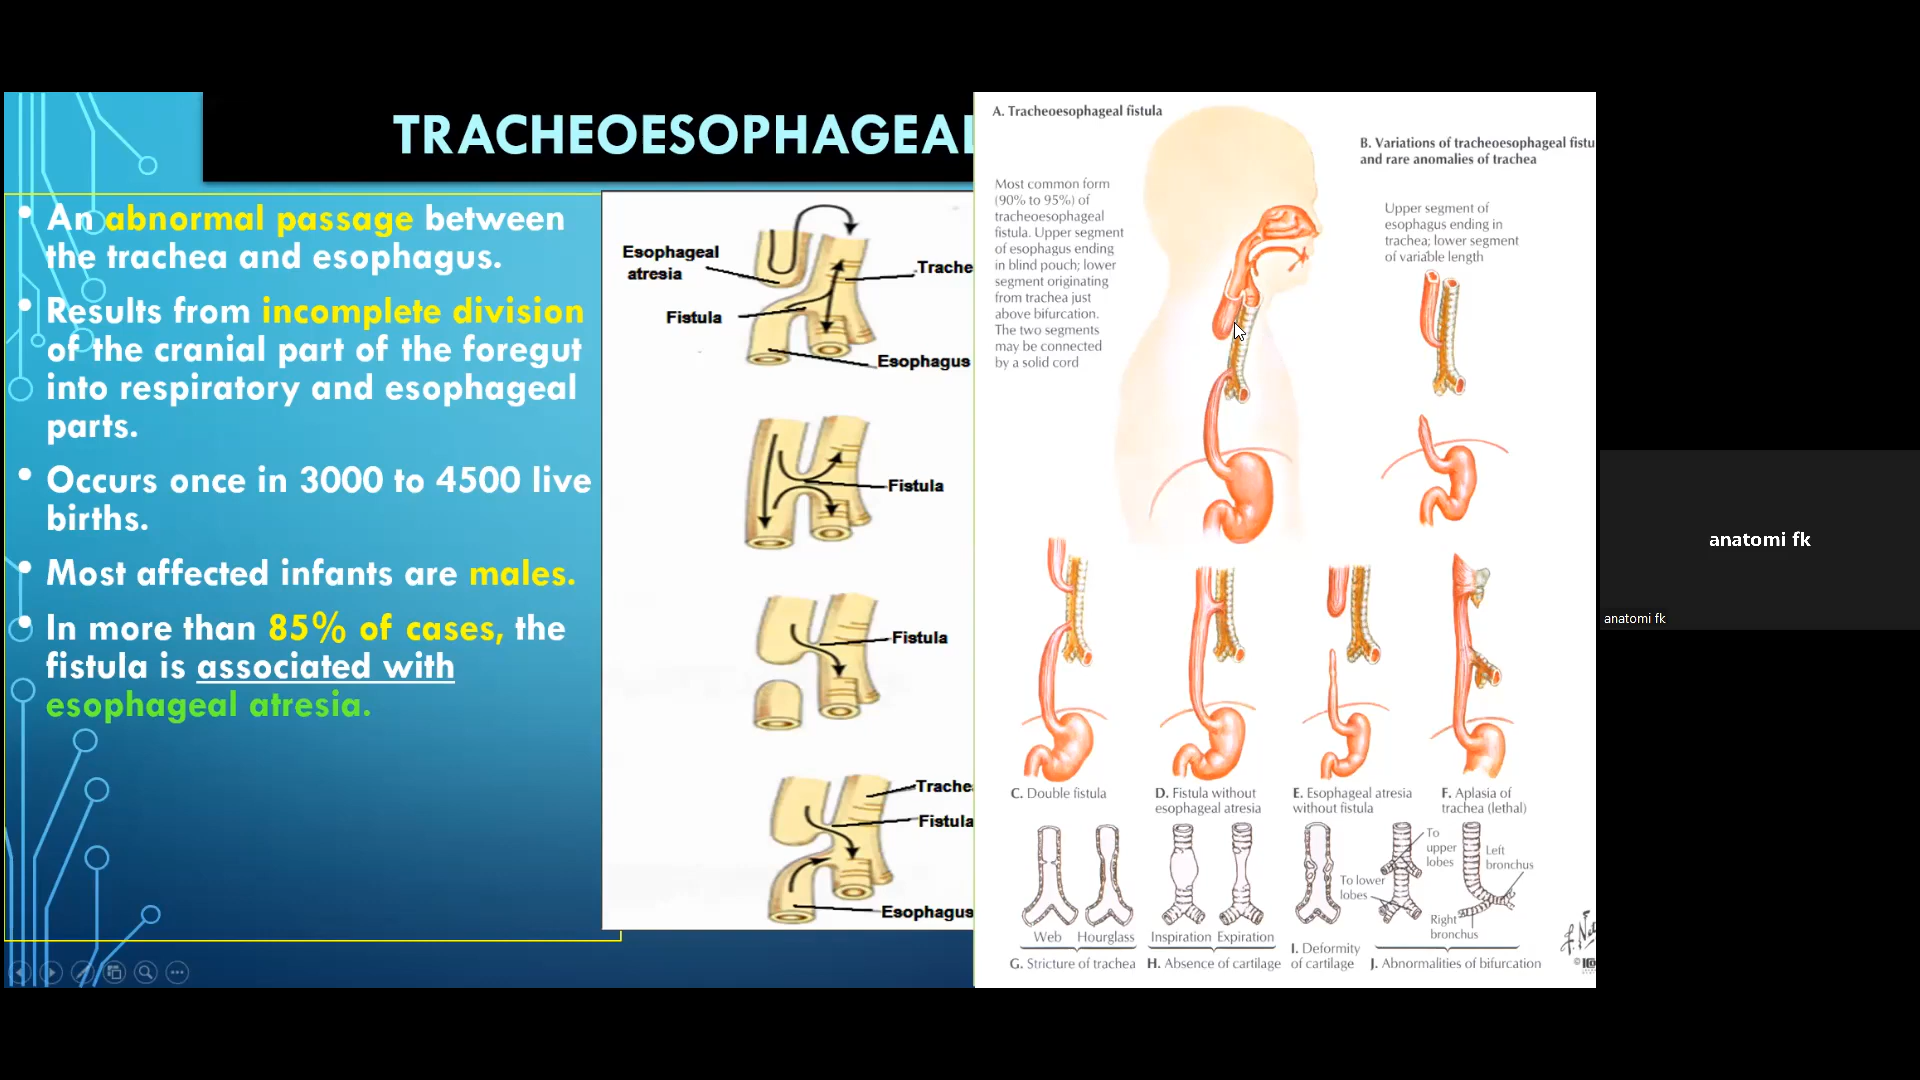 TRACHEOESOPHAGEAL
• An abnormal passage between
the trachea and esophagus.
• Results from incomplete division
of the cranial part of the foregut
into respiratory and esophageal
parts.
• Occurs once in 3000 to 4500 live
births.
• Most affected infants are males.
• In more than 85% of cases, the
fistula is associated with
esophageal atresia.
Esophageal
atresia
Trache
Fistula
Esophagus
Fistula
Fistula
Trache
Fistula
Esophagus
A. Tracheoesophageal fistula
Most common form
(90% to 95%) of
tracheoesophageal
fistula. Upper segment
of esophagus ending
in blind pouch; lower
segment originating
from trachea just
above bifurcation.
The two segments
may be connected
by a solid cord
B. Variations of tracheoesophageal fistu
and rare anomalies of trachea
Upper segment of
esophagus ending in
trachea; lower segment
of variable length
C. Double fistula
D. Fistula without
esophageal atresia
E. Esophageal atresia
without fistula
F. Aplasia of
trachea (lethal)
To
upper
lobes
To lower
lobes
Left
bronchus
Right
bronchus
Web
Hourglass
Inspiration
Expiration
G. Stricture of trachea
H. Absence of cartilage
I. Deformity
of cartilage
J. Abnormalities of bifurcation
anatomi fk
anatomi fk